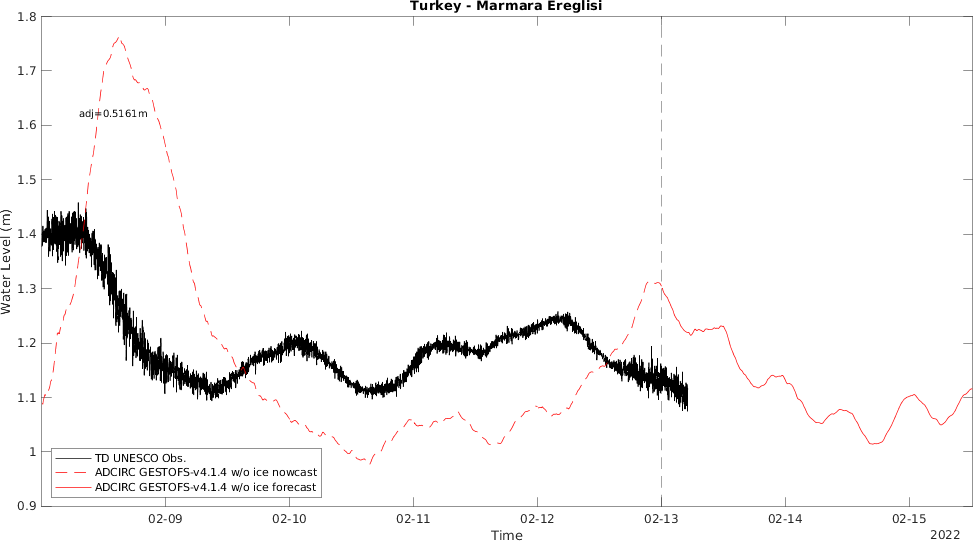 Turkey - Marmara Ereglisi
1.8
1.7
adj=0.5161m
1.6
1.5
1.4
1.3
1.2
1.1
1
0.9
Water Level (m)
TD UNESCO Obs.
ADCIRC GESTOFS-v4.1.4 w/o ice nowcast
ADCIRC GESTOFS-v4.1.4 w/o ice forecast
02-09 02-10 02-11 02-12 02-13 02-14 02-15
Time
2022